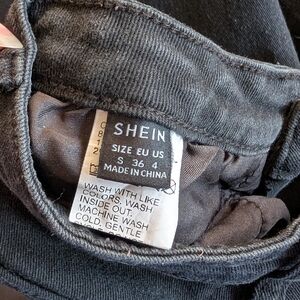 SHEIN
SIZE EU US
S 36 4
MADE IN CHINA
WASH WITH LIKE
COLORS. WASH
INSIDE OUT.
MACHINE WASH
COLD, GENTLE